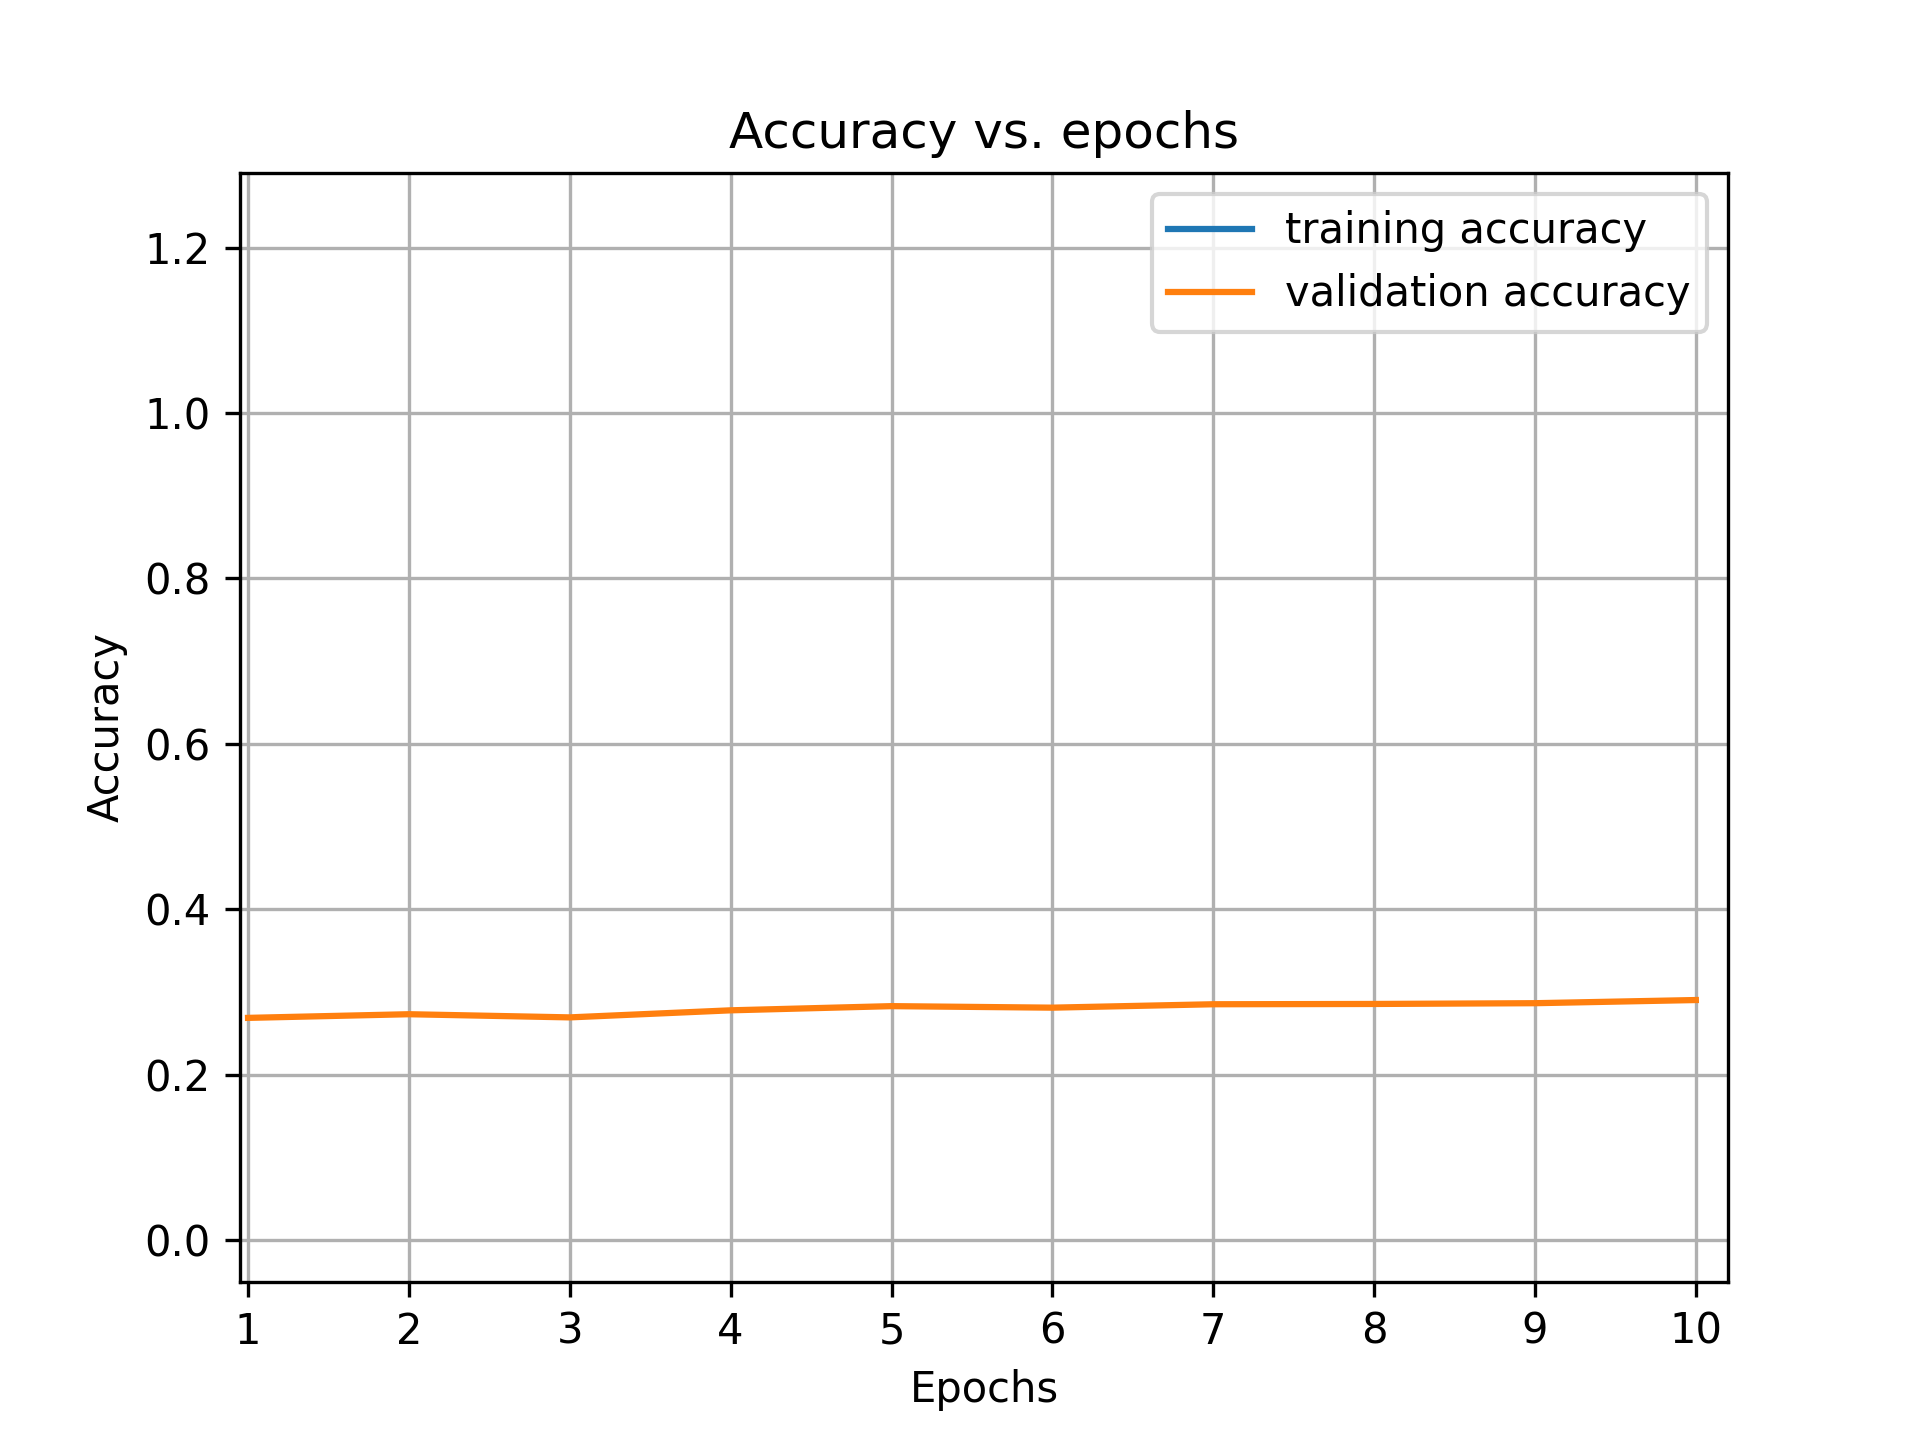 Accuracy vs. epochs
training accuracy
validation accuracy
1.2
1.0
0.8
0.6
0.4
0.2
0.0
Accuracy
1 2 3 4 5 6 7 8 9 10
Epochs